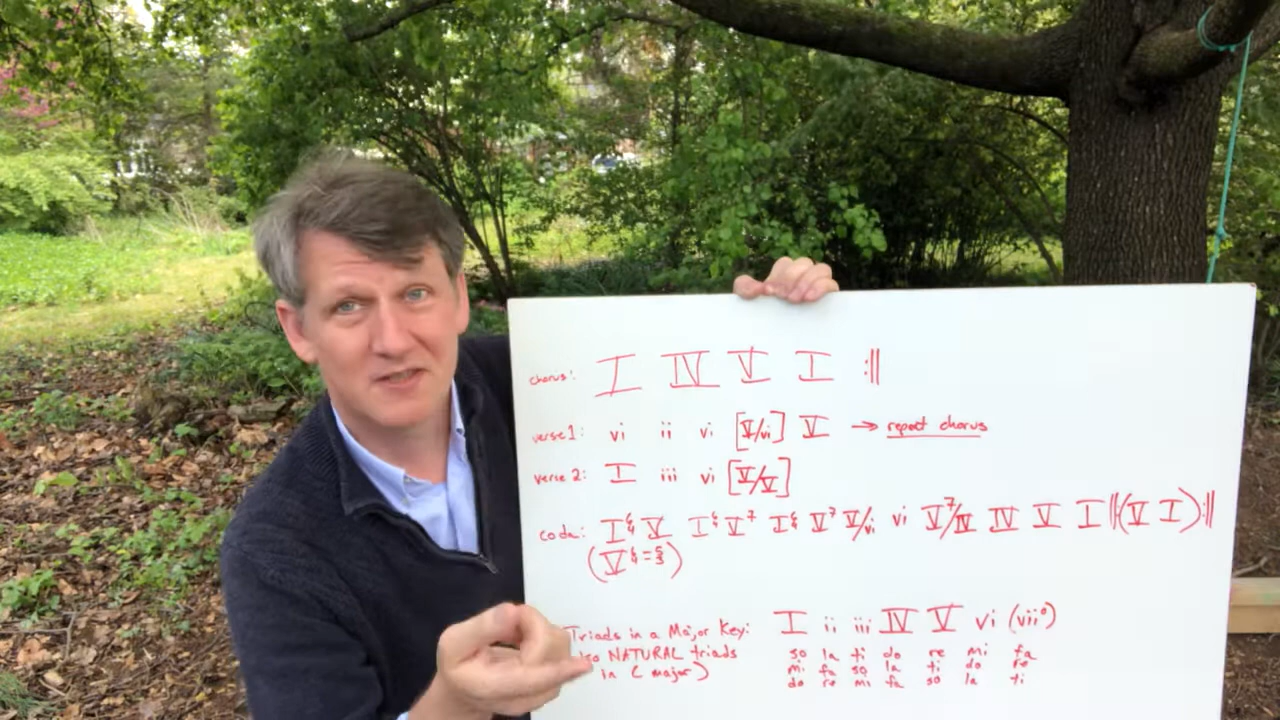 chorus: I IV V I :||
verse 1: vi ii vi [V/vi] V → repeat chorus
verse 2: I iii vi [V/V]
coda: I⁶₄ V I⁶₄ V⁷ I⁶₄ V⁷ V/vi vi V⁷/IV IV V I ||:(V I):||
(V⁶₄=⁵₃)
Triads in a Major Key: I ii iii IV V vi (vii°)
NATURAL triads so la ti do re mi fa
in C major) mi fa so la ti do re
do re mi fa so la ti